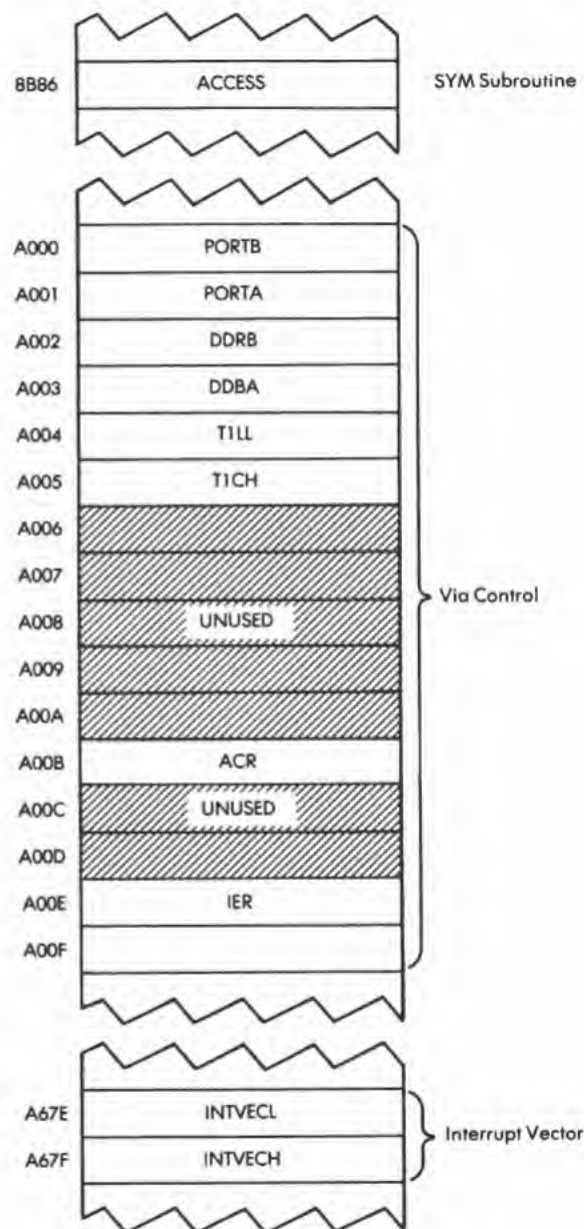 8B86 ACCESS SYM Subroutine
A000 PORTB
A001 PORTA
A002 DDRB
A003 DDBA
A004 T1LL
A005 T1CH
A006
A007
A008 UNUSED Via Control
A009
A00A
A00B ACR
A00C UNUSED
A00D
A00E IER
A00F
A67E INTVECL
Interrupt Vector
A67F INTVECH